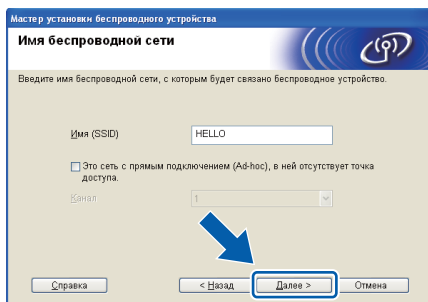 Мастер установки беспроводного устройства
Имя беспроводной сети
Введите имя беспроводной сети, с которым будет связано беспроводное устройство.
Имя (SSID) HELLO
Это сеть с прямым подключением (Ad-hoc), в ней отсутствует точка
доступа.
Канал 1
Справка < Назад Далее > Отмена